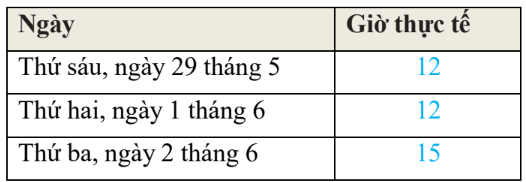 Ngày Giờ thực tế
Thứ sáu, ngày 29 tháng 5 12
Thứ hai, ngày 1 tháng 6 12
Thứ ba, ngày 2 tháng 6 15